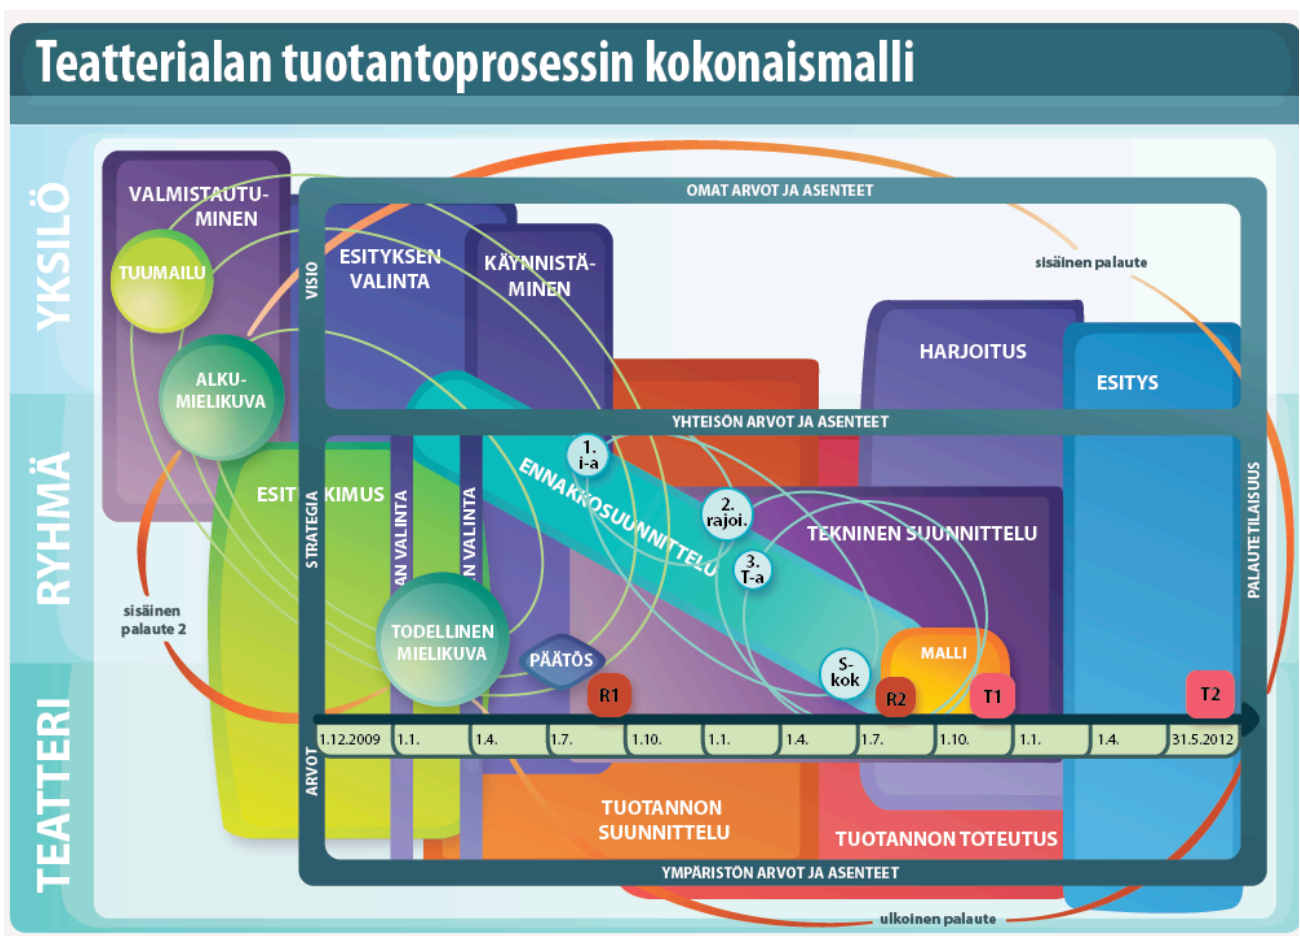 Teatterialan tuotantoprosessin kokonaismalli
YKSILÖ
RYHMÄ
TEATTERI
VALMISTAUTU-
MINEN
TUUMAILU
ALKU-
MIELIKUVA
OMAT ARVOT JA ASENTEET
VISIO
ESITYKSEN
VALINTA
KÄYNNISTÄ-
MINEN
sisäinen palaute
HARJOITUS
ESITYS
YHTEISÖN ARVOT JA ASENTEET
STRATEGIA
KIMUS
AN VALINTA
N VALINTA
ENNAKKOSUUNNITTELU
1.
i-a
2.
rajoi.
3.
T-a
TEKNINEN SUUNNITTELU
PALAUTETILAISUUS
sisäinen
palaute 2
TODELLINEN
MIELIKUVA
PÄÄTÖS
R1
S-
kok
MALLI
R2
T1
T2
1.12.2009
1.1.
1.4.
1.7.
1.10.
1.1.
1.4.
1.7.
1.10.
1.1.
1.4.
31.5.2012
ARVOT
TUOTANNON
SUUNNITTELU
TUOTANNON TOTEUTUS
YMPÄRISTÖN ARVOT JA ASENTEET
ulkoinen palaute